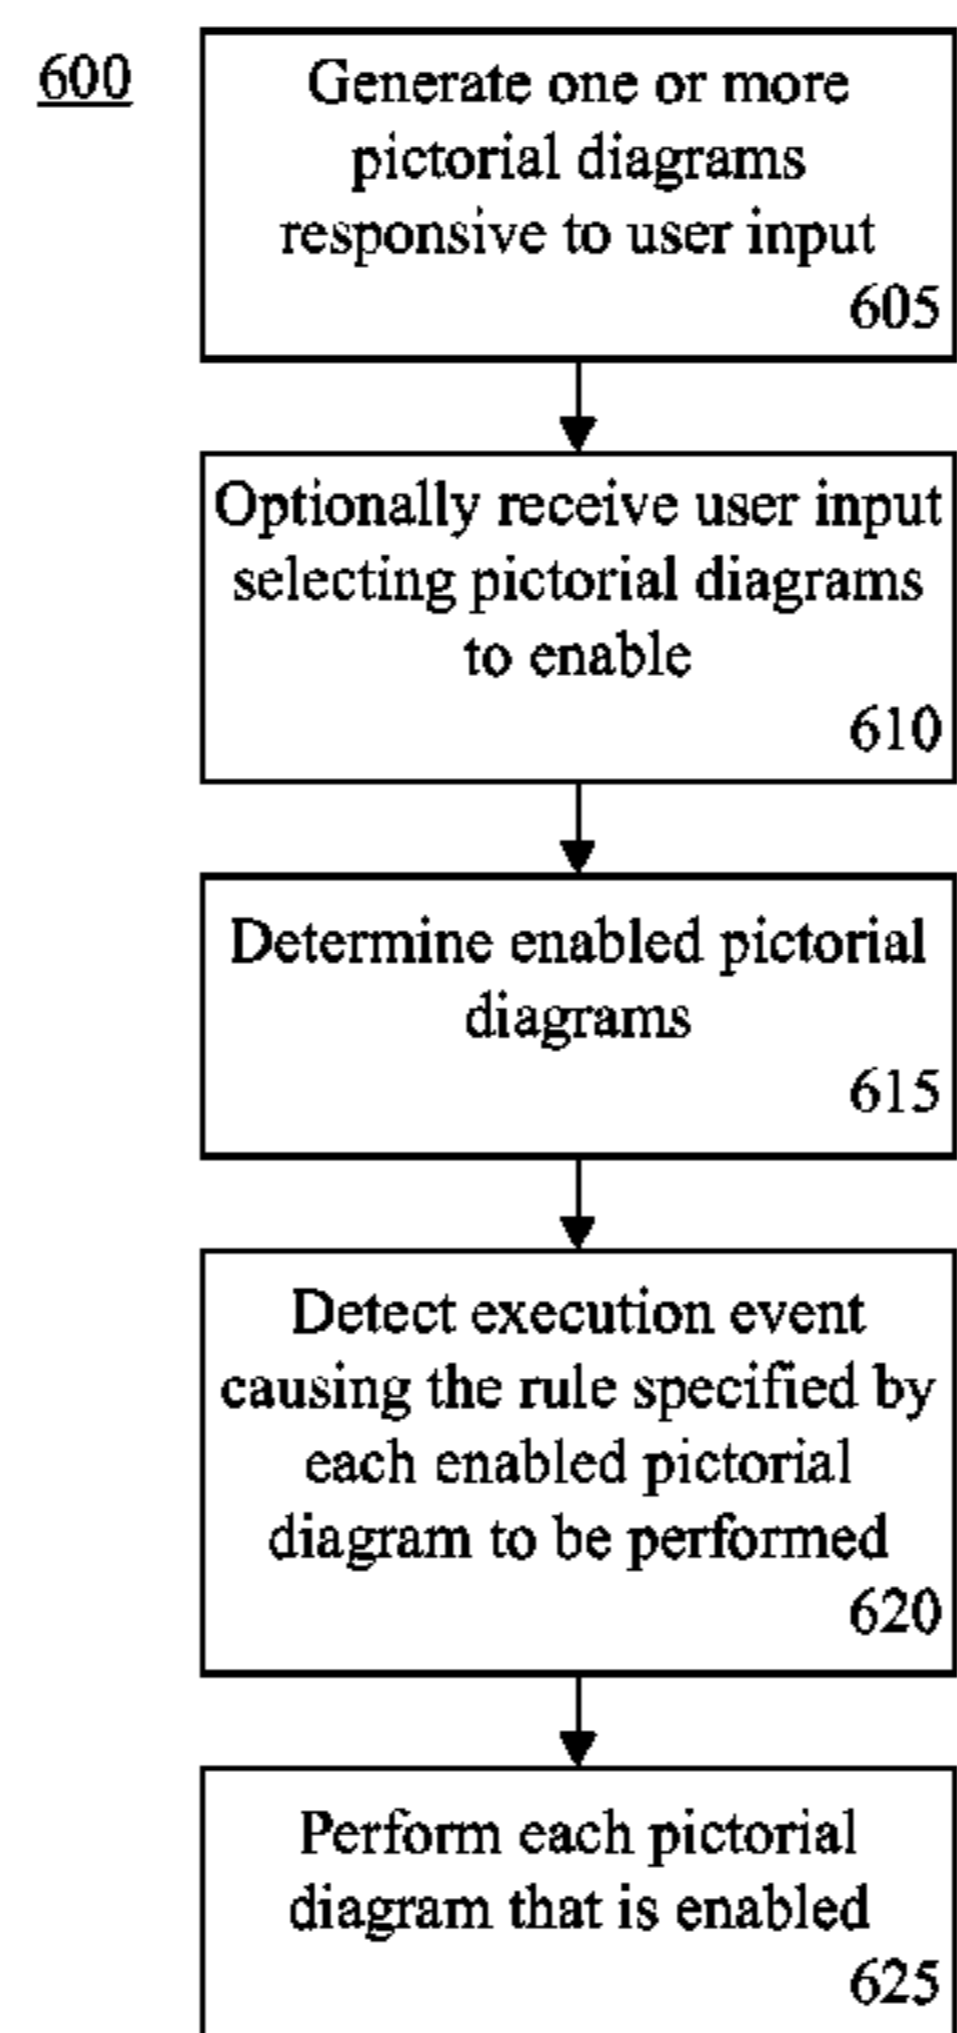 600
Generate one or more
pictorial diagrams
responsive to user input
605
Optionally receive user input
selecting pictorial diagrams
to enable
610
Determine enabled pictorial
diagrams
615
Detect execution event
causing the rule specified by
each enabled pictorial
diagram to be performed
620
Perform each pictorial
diagram that is enabled
625